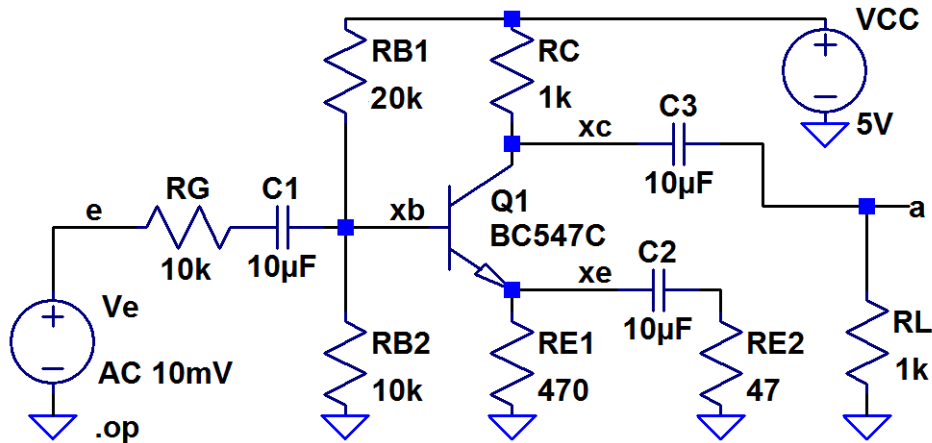 VCC
RB1
20k
RC
1k
C3
xc
10µF
5V
RG
C1
e
xb
Q1
BC547C
a
10k
10µF
xe
C2
10µF
Ve
AC 10mV
RB2
10k
RE1
470
RE2
47
RL
1k
.op